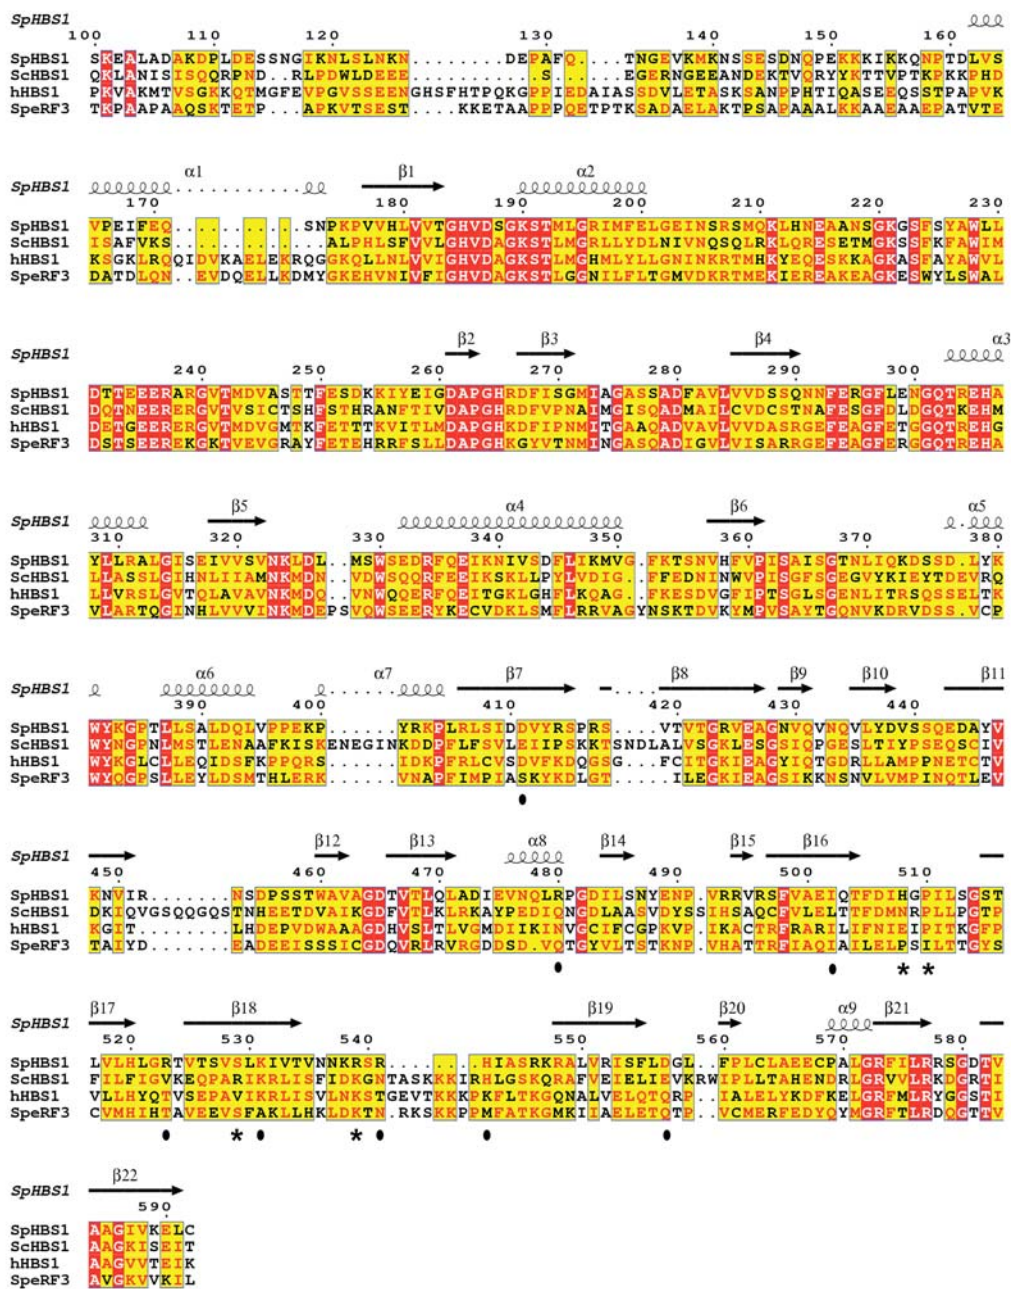 SpHBS1
100 110 120 130 140 150 160
SpHBS1 SKEALADAKDPLDESSNGIKNLSLNKN........DEPAFQ...TNGEVKMKNSSESDNQPEKKKIKKQNPTDLVS
ScHBS1 QKLANISISQQRPND.RLPDWLDEEE..........S.....EGERNGEEANDEKTVQRYYKTTVPTKPKKPHD
hHBS1 PKVAKMTVSGKKQTMGFEVPGVSSEENGHSFHTPQKGPPIEDAIASSDVLETASKSANPPHTIQASEEQSSTPAPVK
SpeRF3 TKPAAPAAQSKTETP...APKVTSEST....KKETAAPPPQETPTKSADAELAKTPSAPAAALKKAAEAAEPATVTE
SpHBS1 α1 β1 α2
170 180 190 200 210 220 230
SpHBS1 VPEIFEQ...........SNPKPVVHLVVTGHVDSGKSTMLGRIMFELGEINSRSMQKLHNEAANSGKGSFSYAWLL
ScHBS1 ISAFVKS...........ALPHLSFVVLGHVDAGKSTLMGRLLYDLNIVNQSQLRKLQRESETMGKSSFKFAWIM
hHBS1 KSGKLRQQIDVKAELEKRQGGKQLLNLVVIGHVDAGKSTLMGHMLYLLGNINKRTMHKYEQESKKAGKASFAYAWVL
SpeRF3 DATDLQN..EVDQELLKDMYGKEHVNIVFIGHVDAGKSTLGGNILFLTGMVDKRTMEKIEREAKEAGKESWYLSWAL
SpHBS1 β2 β3 β4 α3
240 250 260 270 280 290 300
SpHBS1 DTTEEERARGVTMDVASTTFESDKKIYEIGDAPGHRDFISGMIAGASSADFAVLVVDSSQNNFERGFLENGQTREHA
ScHBS1 DQTNEERERGVTVSICTSHFSTHRANFTIVDAPGHRDFVPNAIMGISQADMAILCVDCSTNAFESGFDLDGQTKEHM
hHBS1 DETGEERERGVTMDVGMTKFETTTKVITLMDAPGHKDFIPNMITGAAQADVAVLVVDASRGEFEAGFETGGQTREHG
SpeRF3 DSTSEEREKGKTVEVGRAYFETEHRRFSLLDAPGHKGYVTNMINGASQADIGVLVISARRGEFEAGFERGGQTREHA
SpHBS1 β5 α4 β6 α5
310 320 330 340 350 360 370 380
SpHBS1 YLLRALGISEIVVSVNKLDL..MSWSEDRFQEIKNIVSDFLIKMVG.FKTSNVHFVPISAISGTNLIQKDSSD.LYK
ScHBS1 LLASSLGIHNLIIAMNKMDN..VDWSQQRFEEIKSKLLPYLVDIG..FFEDNINWVPISGFSGEGVYKIEYTDEVRQ
hHBS1 LLVRSLGVTQLAVAVNKMDQ..VNWQQERFQEITGKLGHFLKQAG..FKESDVGFIPTSGLSGENLITRSQSSELTK
SpeRF3 VLARTQGINHLVVVINKMDEPSVQWSEERYKECVDKLSMFLRRVAGYNSKTDVKYMPVSAYTGQNVKDRVDSS.VCP
SpHBS1 α6 α7 β7 β8 β9 β10 β11
390 400 410 420 430 440
SpHBS1 WYKGPTLLSALDQLVPPEKP......YRKPLRLSIDDVYRSPRS....VTVTGRVEAGNVQVNQVLYDVSSQEDAYV
ScHBS1 WYNGPNLMSTLENAAFKISKENEGINKDDPFLFSVLEIIPSKKTSNDLALVSGKLESGSIQPGESLTIYPSEQSCIV
hHBS1 WYKGLCLLEQIDSFKPPQRS......IDKPFRLCVSDVFKDQGSG...FCITGKIEAGYIQTGDRLLAMPPNETCTV
SpeRF3 WYQGPSLLEYLDSMTHLERK......VNAPFIMPIASKYKDLGT....ILEGKIEAGSIKKNSNVLVMPINQTLEV
SpHBS1 β12 β13 α8 β14 β15 β16
450 460 470 480 490 500 510
SpHBS1 KNVIR.........NSDPSSTWAVAGDTVTLQLADIEVNQLRPGDILSNYENP.VRRVRSFVAEIQTFDIHGPILSGST
ScHBS1 DKIQVGSQQGQSTNHEETDVAIKGDFVTLKLRKAYPEDIQNGDLAASVDYSSIHSAQCFVLELTTFDMNRPLLPGTP
hHBS1 KGIT.........LHDEPVDWAAAGDHVSLTLVGMDIIKINVGCIFCGPKVP.IKACTRFRARILIFNIEIPITKGFP
SpeRF3 TAIYD........EADEEISSSICGDQVRLRVRGDDSD.VQTGYVLTSTKNP.VHATTRFIAQIAILELPSILTTGYS
SpHBS1 β17 β18 β19 β20 α9 β21
520 530 540 550 560 570 580
SpHBS1 LVLHLGRTVTSVSLKIVTVNNKRSR.........HIASRKRALVRISFLDGL..FPLCLAEECPALGRFILRRSGDTV
ScHBS1 FILFIGVKEQPARIKRLISFIDKGNTASKKKIRHLGSKQRAFVEIELIEVKRWIPLLTAHENDRLGRVVLRKDGRTI
hHBS1 VLLHYQTVSEPAVIKRLISVLNKSTGEVTKKKPKFLTKGQNALVELQTQRP..IALELYKDFKELGRFMLRYGGSTI
SpeRF3 CVMHIHTAVEEVSFAKLLHKLDKTNRKSKKPPMFATKGMKIIAELETQTP..VCMERFEDYQYMGRFTLRDQGTTV
SpHBS1 β22
590
SpHBS1 AAGIVKELC
ScHBS1 AAGKISEIT
hHBS1 AAGVVTEIK
SpeRF3 AVGKVVKIL